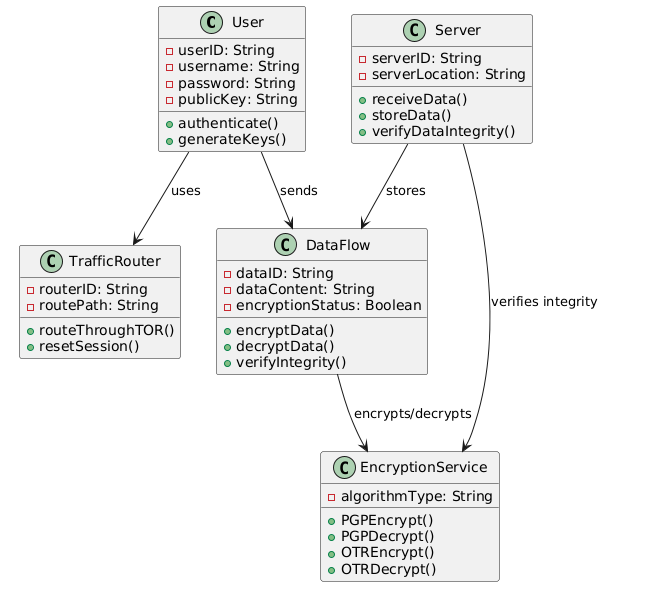 C User
userID: String
username: String
password: String
publicKey: String
authenticate()
generateKeys()
C Server
serverID: String
serverLocation: String
receiveData()
storeData()
verifyDataIntegrity()
uses
sends
stores
C TrafficRouter
routerID: String
routePath: String
routeThroughTOR()
resetSession()
C DataFlow
dataID: String
dataContent: String
encryptionStatus: Boolean
encryptData()
decryptData()
verifyIntegrity()
verifies integrity
encrypts/decrypts
C EncryptionService
algorithmType: String
PGPEncrypt()
PGPDecrypt()
OTREncrypt()
OTRDecrypt()